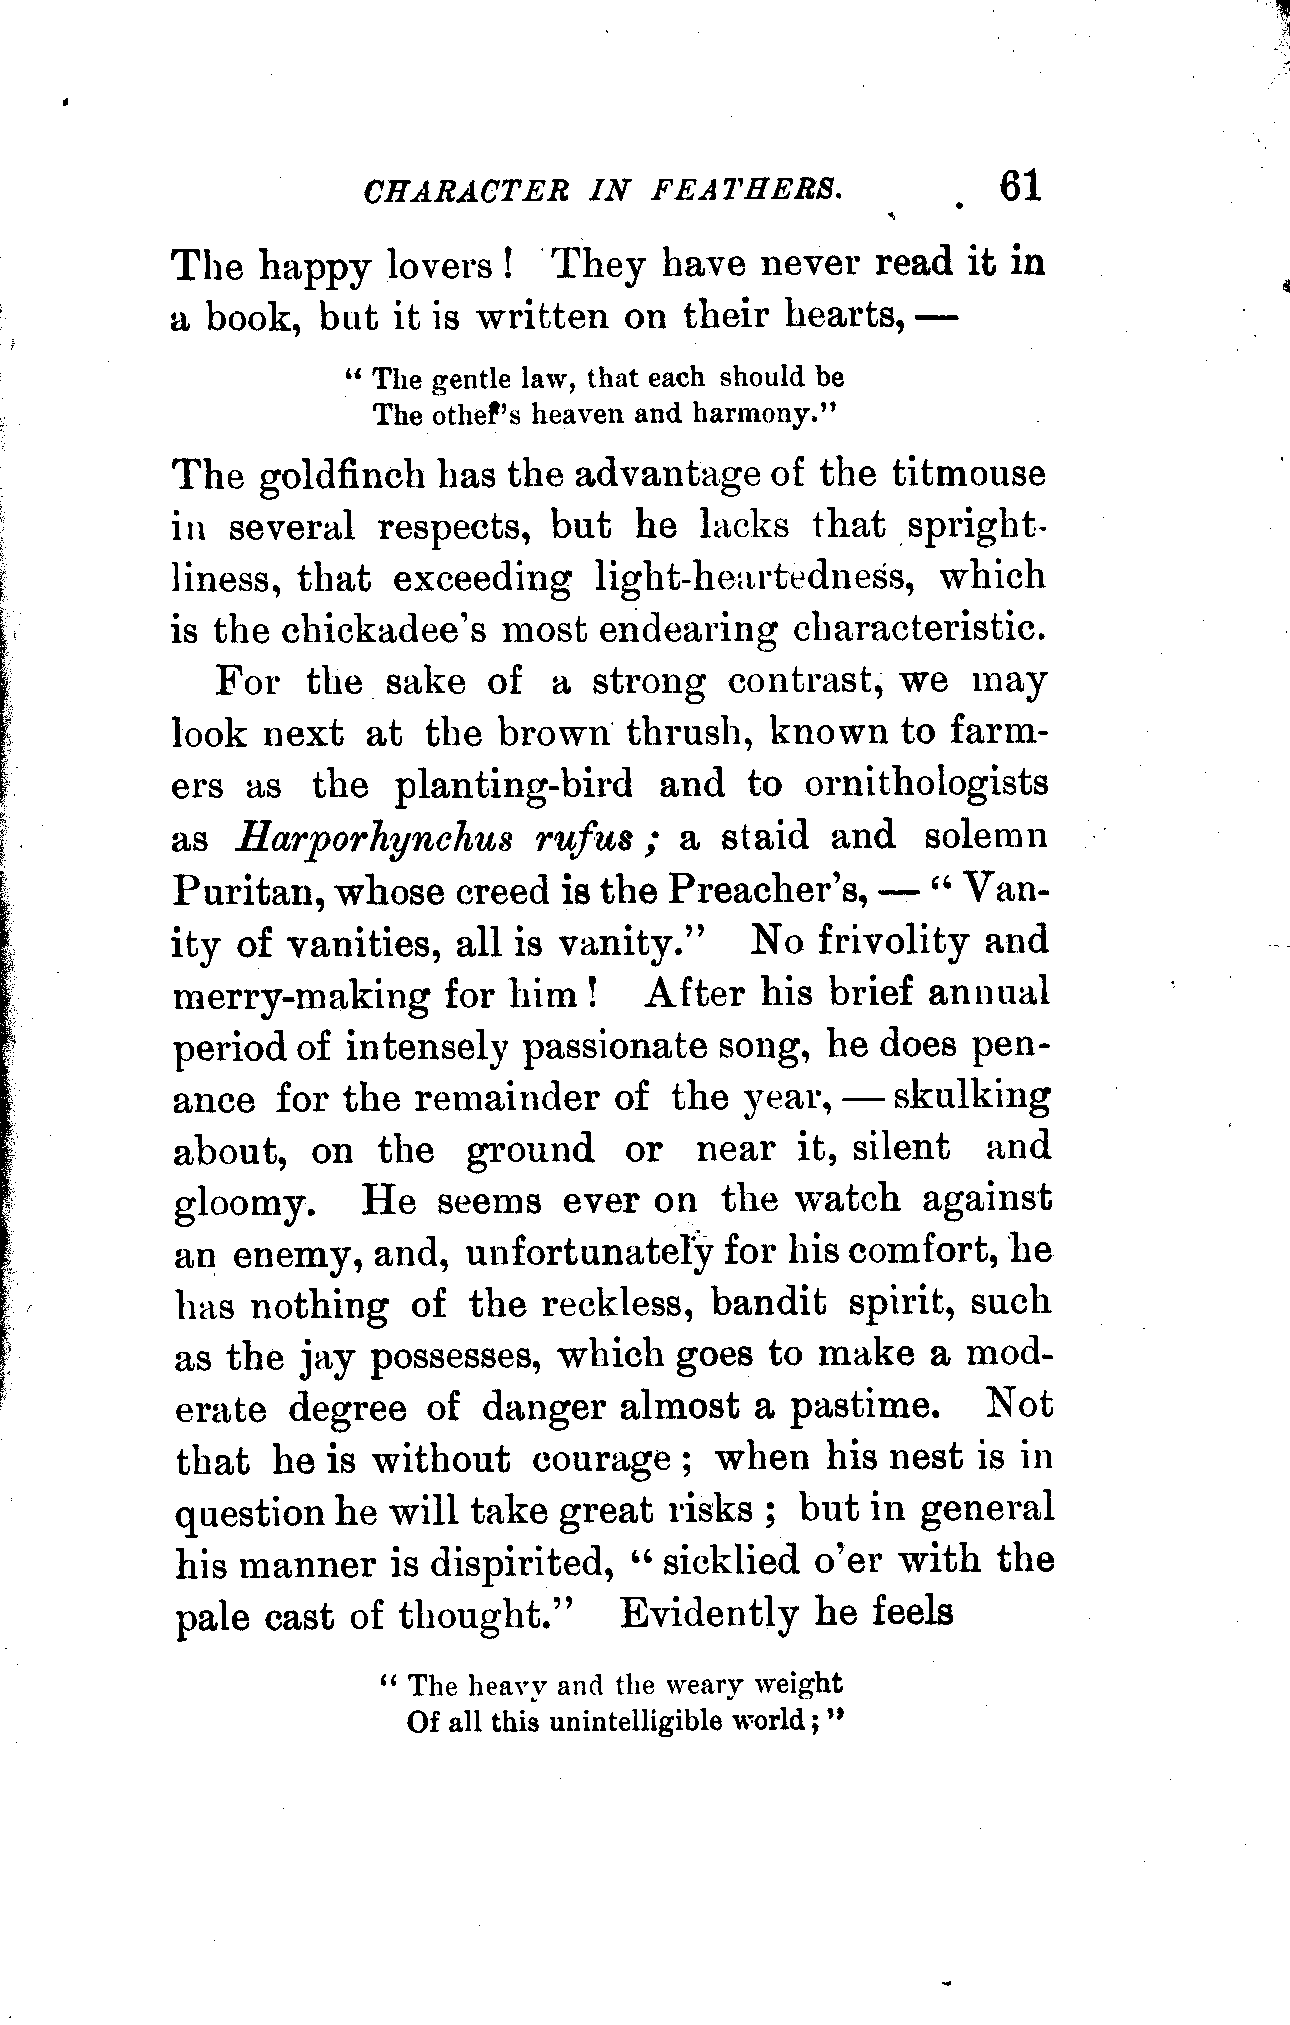 CHARACTER IN FEATHERS. 61
The happy lovers! They have never read it in
a book, but it is written on their hearts, —
“ The gentle law, that each should be
The other’s heaven and harmony.”
The goldfinch has the advantage of the titmouse
in several respects, but he lacks that spright-
liness, that exceeding light-heartedness, which
is the chickadee’s most endearing characteristic.
For the sake of a strong contrast, we may
look next at the brown thrush, known to farm-
ers as the planting-bird and to ornithologists
as Harporhynchus rufus; a staid and solemn
Puritan, whose creed is the Preacher’s, — “ Van-
ity of vanities, all is vanity.” No frivolity and
merry-making for him! After his brief annual
period of intensely passionate song, he does pen-
ance for the remainder of the year, — skulking
about, on the ground or near it, silent and
gloomy. He seems ever on the watch against
an enemy, and, unfortunately for his comfort, he
has nothing of the reckless, bandit spirit, such
as the jay possesses, which goes to make a mod-
erate degree of danger almost a pastime. Not
that he is without courage; when his nest is in
question he will take great risks; but in general
his manner is dispirited, “ sicklied o’er with the
pale cast of thought.” Evidently he feels
“ The heavy and the weary weight
Of all this unintelligible world;”